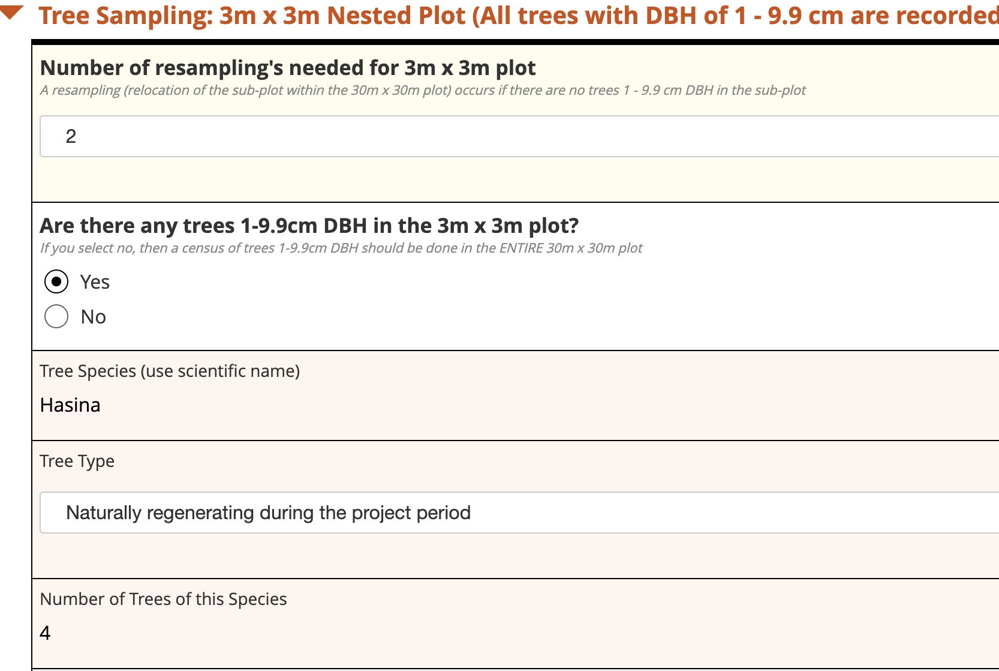 Tree Sampling: 3m x 3m Nested Plot (All trees with DBH of 1 - 9.9 cm are recorded
Number of resampling's needed for 3m x 3m plot
A resampling (relocation of the sub-plot within the 30m x 30m plot) occurs if there are no trees 1 - 9.9 cm DBH in the sub-plot
2
Are there any trees 1-9.9cm DBH in the 3m x 3m plot?
If you select no, then a census of trees 1-9.9cm DBH should be done in the ENTIRE 30m x 30m plot
Yes
No
Tree Species (use scientific name)
Hasina
Tree Type
Naturally regenerating during the project period
Number of Trees of this Species
4